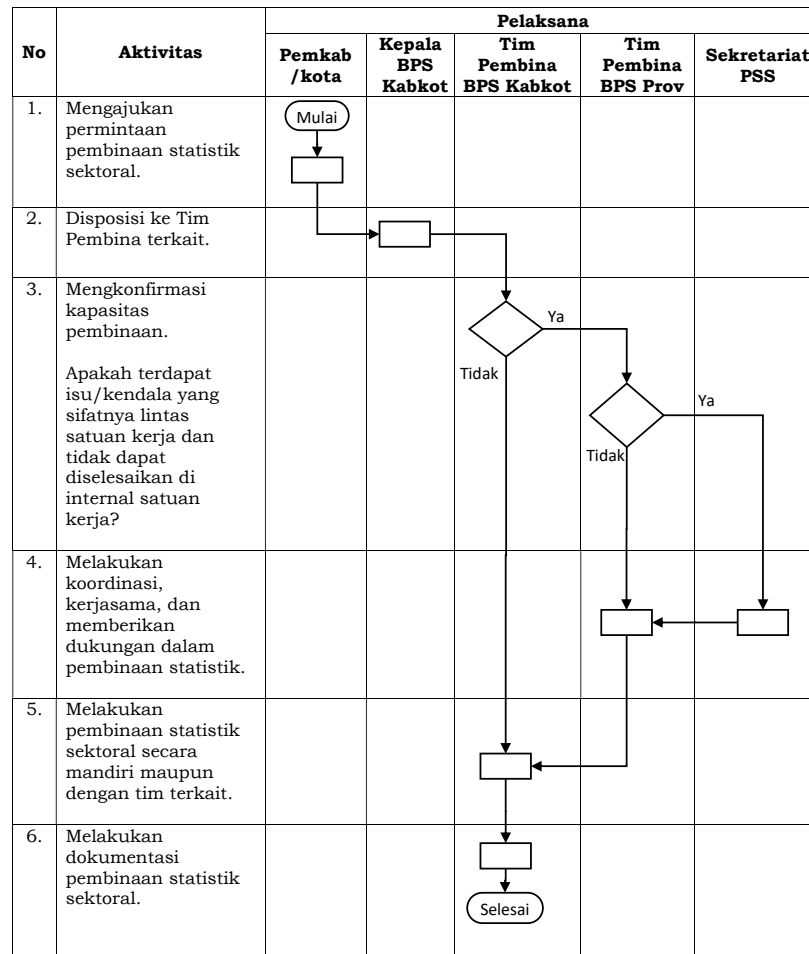 Pelaksana
No
Aktivitas
Pemkab
/kota
Kepala
BPS
Kabkot
Tim
Pembina
BPS Kabkot
Tim
Pembina
BPS Prov
Sekretariat
PSS
1.
Mengajukan
permintaan
pembinaan statistik
sektoral.
Mulai
2.
Disposisi ke Tim
Pembina terkait.
3.
Mengkonfirmasi
kapasitas
pembinaan.
Apakah terdapat
isu/kendala yang
sifatnya lintas
satuan kerja dan
tidak dapat
diselesaikan di
internal satuan
kerja?
Ya
Tidak
Ya
Tidak
4.
Melakukan
koordinasi,
kerjasama, dan
memberikan
dukungan dalam
pembinaan statistik.
5.
Melakukan
pembinaan statistik
sektoral secara
mandiri maupun
dengan tim terkait.
6.
Melakukan
dokumentasi
pembinaan statistik
sektoral.
Selesai